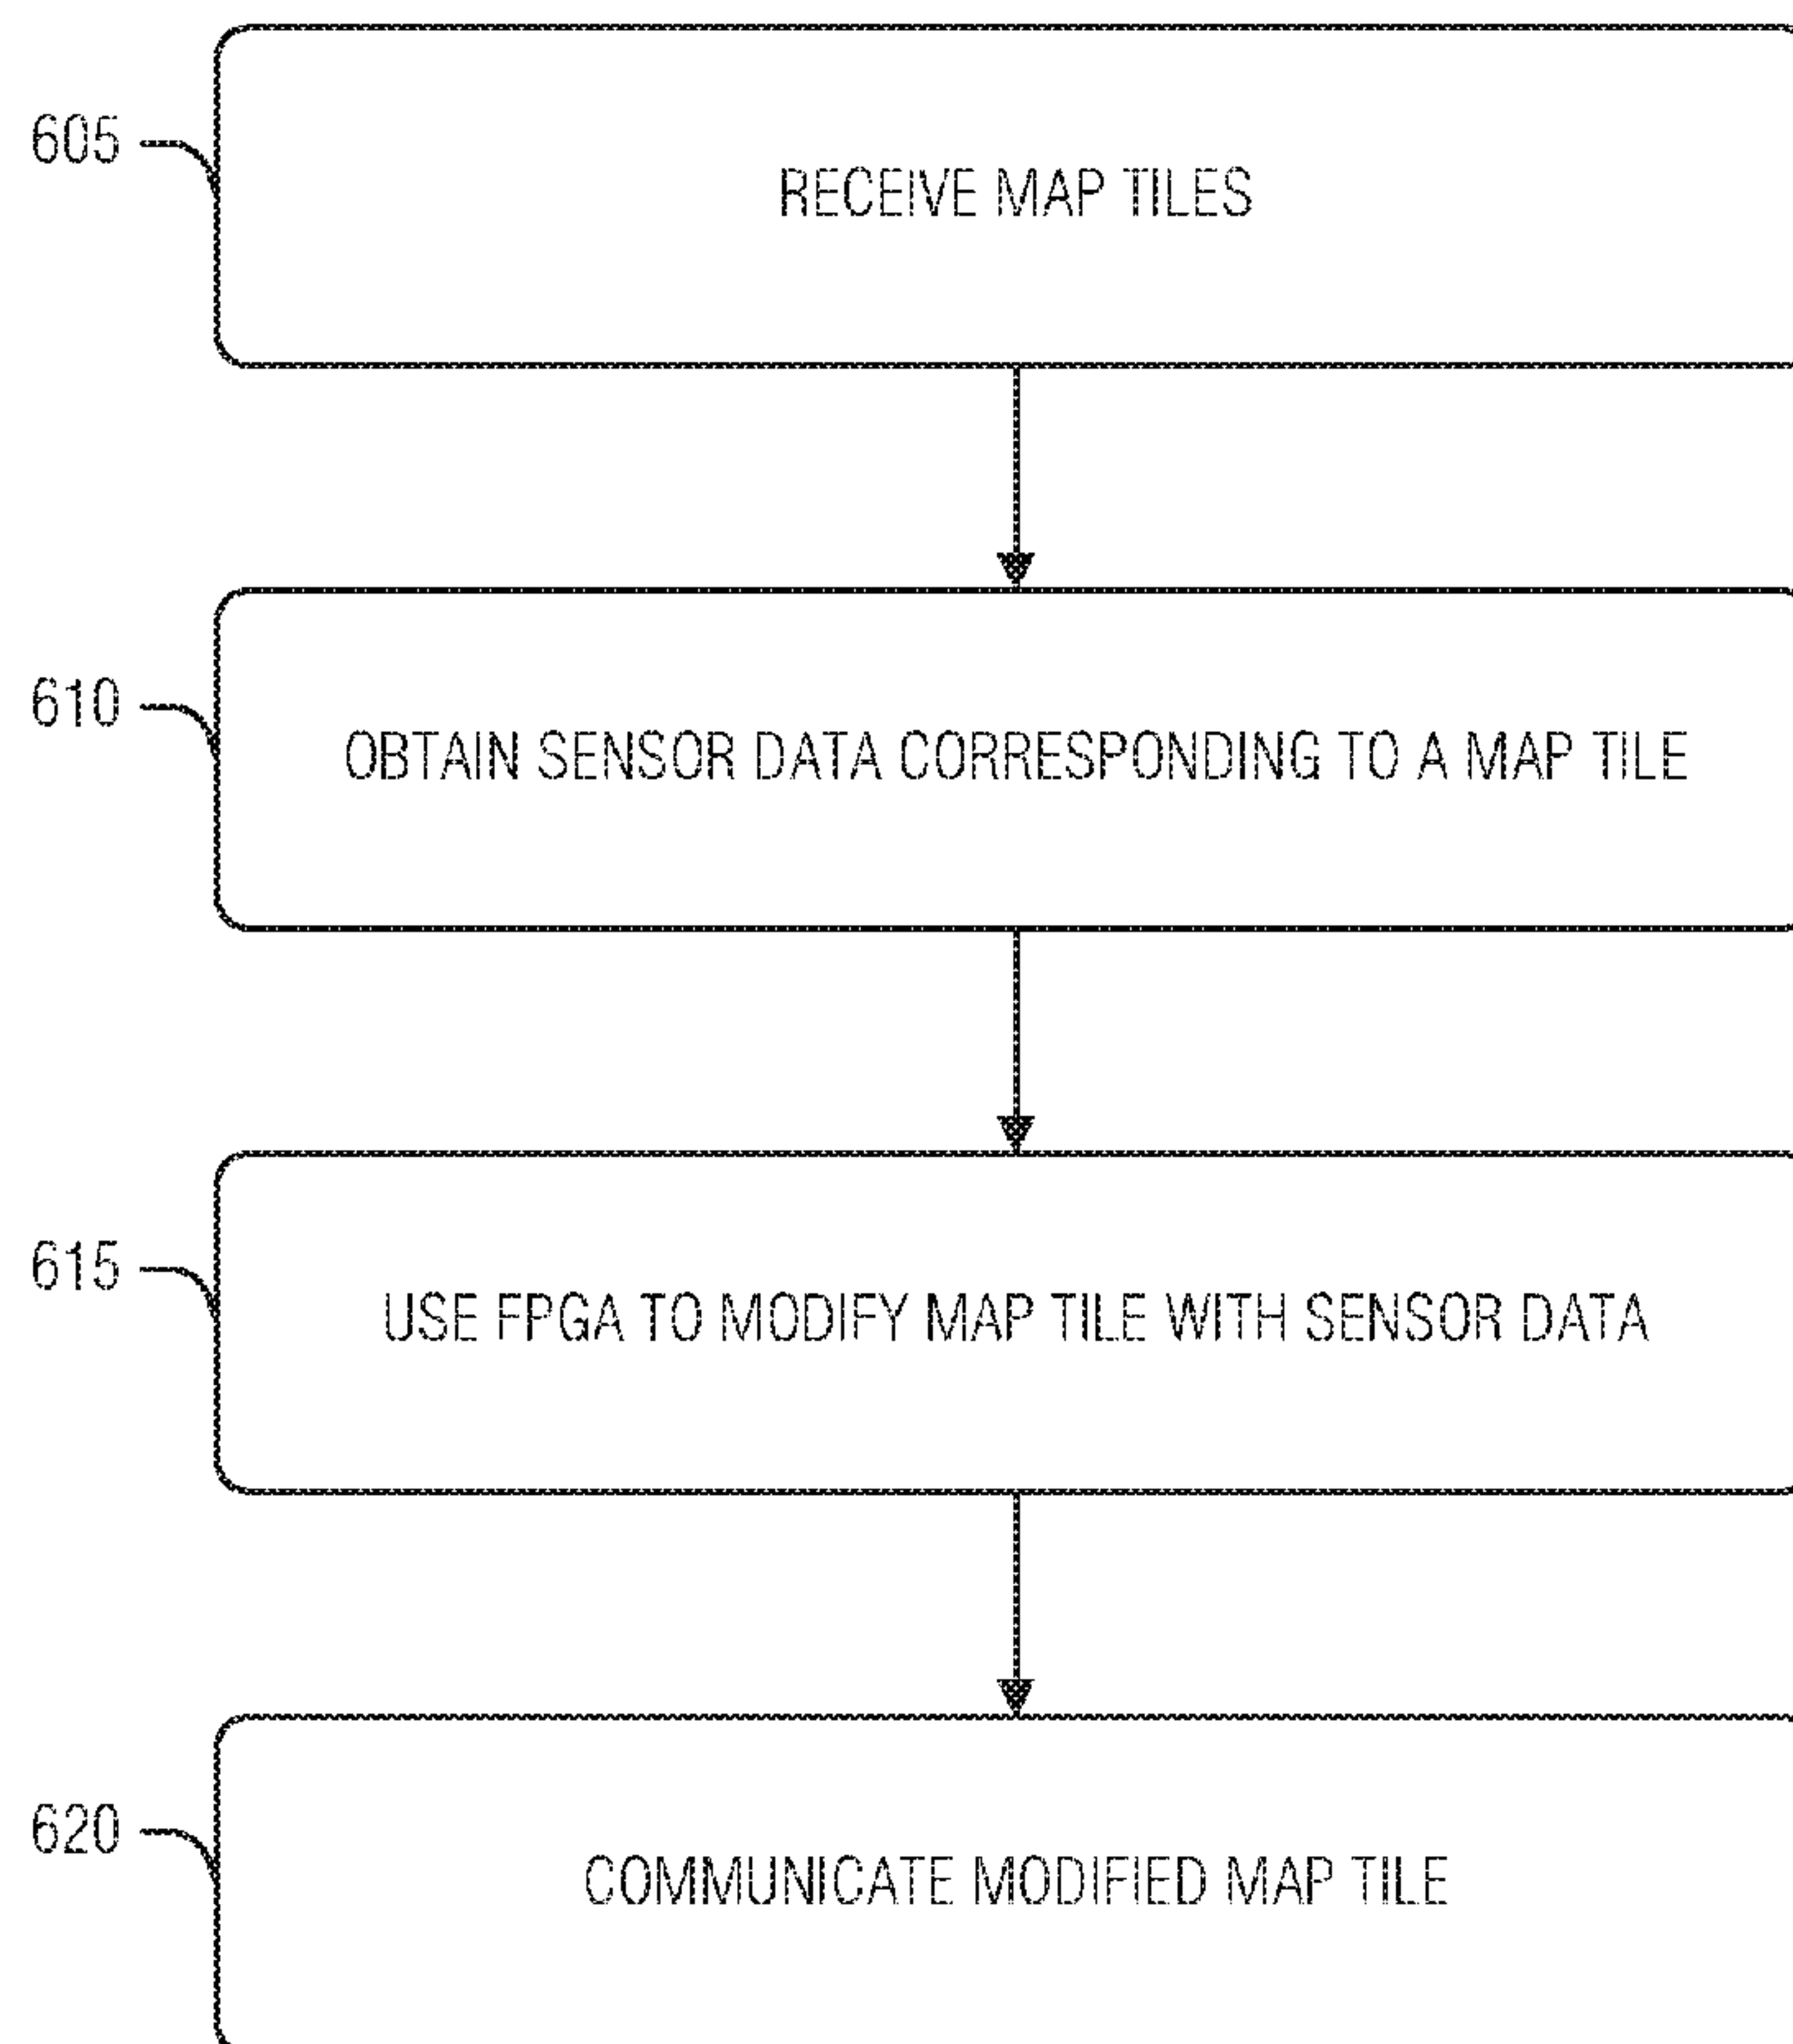 605
RECEIVE MAP TILES
610
OBTAIN SENSOR DATA CORRESPONDING TO A MAP TILE
615
USE FPGA TO MODIFY MAP TILE WITH SENSOR DATA
620
COMMUNICATE MODIFIED MAP TILE